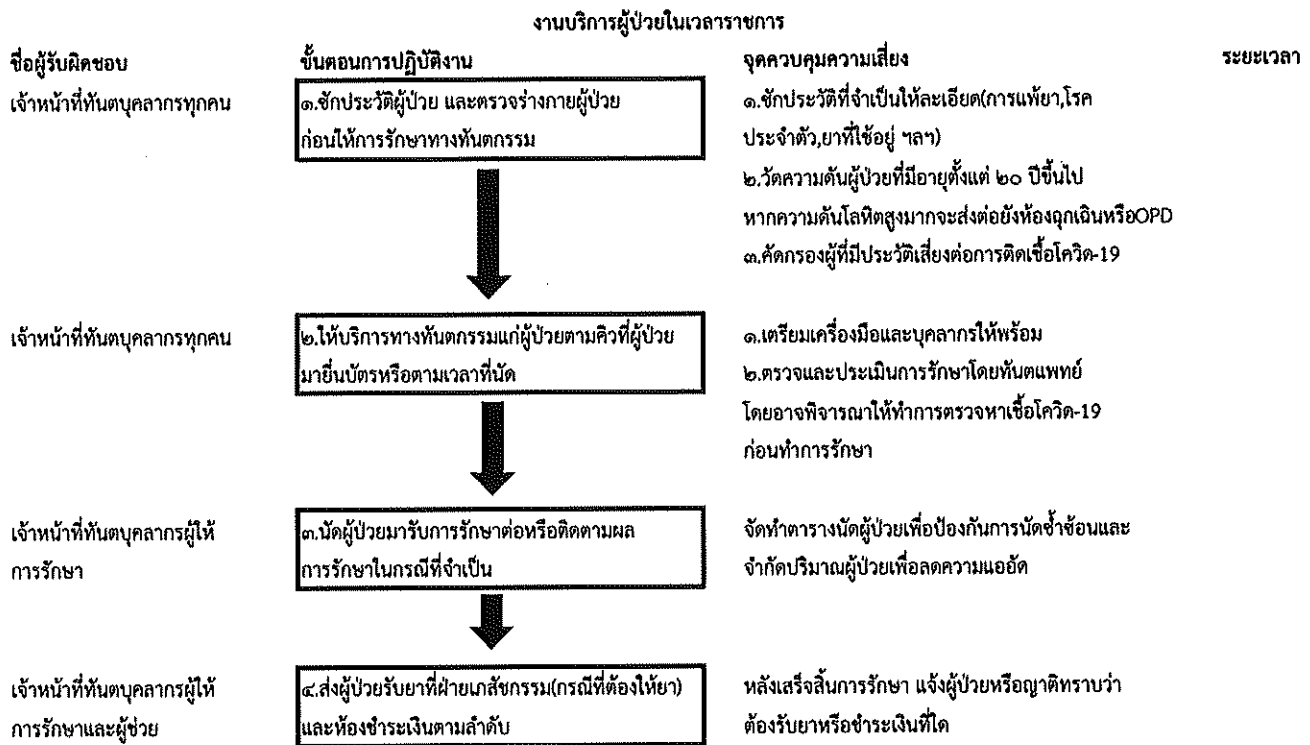 งานบริการผู้ป่วยในเวลาราชการ
ชื่อผู้รับผิดชอบ ขั้นตอนการปฏิบัติงาน จุดควบคุมความเสี่ยง ระยะเวลา
เจ้าหน้าที่ทันตบุคลากรทุกคน
๑.ซักประวัติผู้ป่วย และตรวจร่างกายผู้ป่วย
ก่อนให้การรักษาทางทันตกรรม
๑.ซักประวัติที่จำเป็นให้ละเอียด(การแพ้ยา,โรค
ประจำตัว,ยาที่ใช้อยู่ ฯลฯ)
๒.วัดความดันผู้ป่วยที่มีอายุตั้งแต่ ๒๐ ปีขึ้นไป
หากความดันโลหิตสูงมากจะส่งต่อยังห้องฉุกเฉินหรือOPD
๓.คัดกรองผู้ที่มีประวัติเสี่ยงต่อการติดเชื้อโควิด-19
เจ้าหน้าที่ทันตบุคลากรทุกคน
๒.ให้บริการทางทันตกรรมแก่ผู้ป่วยตามคิวที่ผู้ป่วย
มายื่นบัตรหรือตามเวลาที่นัด
๑.เตรียมเครื่องมือและบุคลากรให้พร้อม
๒.ตรวจและประเมินการรักษาโดยทันตแพทย์
โดยอาจพิจารณาให้ทำการตรวจหาเชื้อโควิด-19
ก่อนทำการรักษา
เจ้าหน้าที่ทันตบุคลากรผู้ให้
การรักษา
๓.นัดผู้ป่วยมารับการรักษาต่อหรือติดตามผล
การรักษาในกรณีที่จำเป็น
จัดทำตารางนัดผู้ป่วยเพื่อป้องกันการนัดซ้ำซ้อนและ
จำกัดปริมาณผู้ป่วยเพื่อลดความแออัด
เจ้าหน้าที่ทันตบุคลากรผู้ให้
การรักษาและผู้ช่วย
๔.ส่งผู้ป่วยรับยาที่ฝ่ายเภสัชกรรม(กรณีที่ต้องให้ยา)
และห้องชำระเงินตามลำดับ
หลังเสร็จสิ้นการรักษา แจ้งผู้ป่วยหรือญาติทราบว่า
ต้องรับยาหรือชำระเงินที่ใด